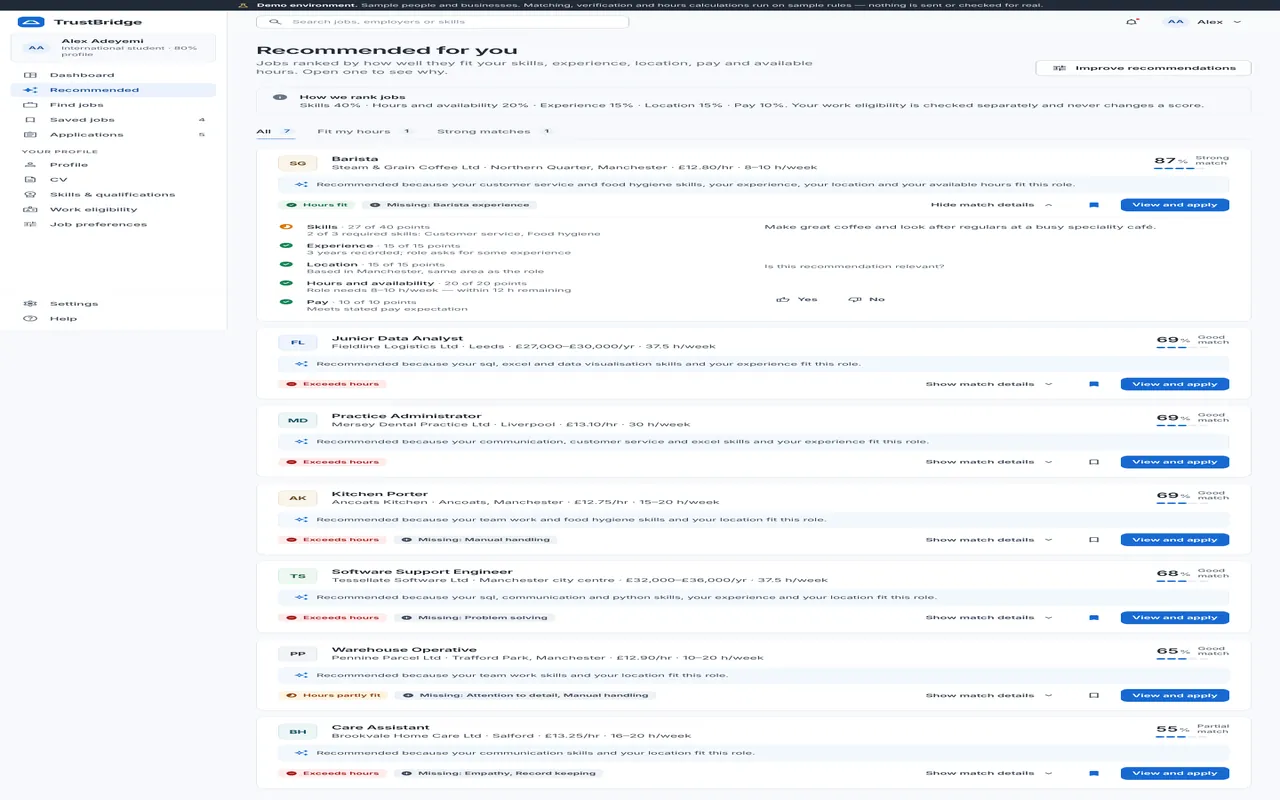 Demo environment. Sample people and businesses. Matching, verification and hours calculations run on sample rules — nothing is sent or checked for real.
TrustBridge
Search jobs, employers or skills
AA Alex
AA
Alex Adeyemi
International student · 80% profile
Dashboard
Recommended
Find jobs
Saved jobs 4
Applications 5
YOUR PROFILE
Profile
CV
Skills & qualifications
Work eligibility
Job preferences
Settings
Help
Recommended for you
Jobs ranked by how well they fit your skills, experience, location, pay and available
hours. Open one to see why.
Improve recommendations
How we rank jobs
Skills 40% · Hours and availability 20% · Experience 15% · Location 15% · Pay 10%. Your work eligibility is checked separately and never changes a score.
All 7 Fit my hours 1 Strong matches 1
SG
Barista
Steam & Grain Coffee Ltd · Northern Quarter, Manchester · £12.80/hr · 8–10 h/week
87% Strong match
Recommended because your customer service and food hygiene skills, your experience, your location and your available hours fit this role.
Hours fit Missing: Barista experience Hide match details View and apply
Skills · 27 of 40 points
2 of 3 required skills: Customer service, Food hygiene
Experience · 15 of 15 points
3 years recorded; role asks for some experience
Location · 15 of 15 points
Based in Manchester, same area as the role
Hours and availability · 20 of 20 points
Role needs 8–10 h/week — within 12 h remaining
Pay · 10 of 10 points
Meets stated pay expectation
Make great coffee and look after regulars at a busy speciality café.
Is this recommendation relevant?
Yes No
FL
Junior Data Analyst
Fieldline Logistics Ltd · Leeds · £27,000–£30,000/yr · 37.5 h/week
69% Good match
Recommended because your sql, excel and data visualisation skills and your experience fit this role.
Exceeds hours Show match details View and apply
MD
Practice Administrator
Mersey Dental Practice Ltd · Liverpool · £13.10/hr · 30 h/week
69% Good match
Recommended because your communication, customer service and excel skills and your experience fit this role.
Exceeds hours Show match details View and apply
AK
Kitchen Porter
Ancoats Kitchen · Ancoats, Manchester · £12.75/hr · 15–20 h/week
69% Good match
Recommended because your team work and food hygiene skills and your location fit this role.
Exceeds hours Missing: Manual handling Show match details View and apply
TS
Software Support Engineer
Tessellate Software Ltd · Manchester city centre · £32,000–£36,000/yr · 37.5 h/week
68% Good match
Recommended because your sql, communication and python skills, your experience and your location fit this role.
Exceeds hours Missing: Problem solving Show match details View and apply
PP
Warehouse Operative
Pennine Parcel Ltd · Trafford Park, Manchester · £12.90/hr · 10–20 h/week
65% Good match
Recommended because your team work skills and your location fit this role.
Hours partly fit Missing: Attention to detail, Manual handling Show match details View and apply
BH
Care Assistant
Brookvale Home Care Ltd · Salford · £13.25/hr · 16–20 h/week
55% Partial match
Recommended because your communication skills and your location fit this role.
Exceeds hours Missing: Empathy, Record keeping Show match details View and apply